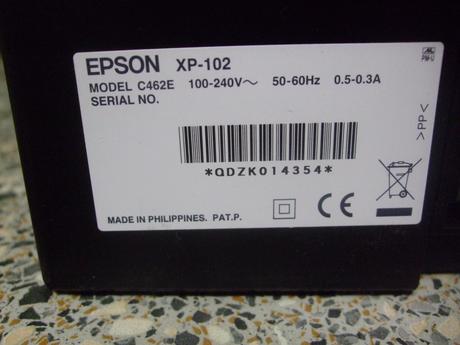 EPSON XP-102
MODEL C462E 100-240V~ 50-60Hz 0.5-0.3A
SERIAL NO.
*QDZK014354*
MADE IN PHILIPPINES. PAT.P.
CE
>PP<